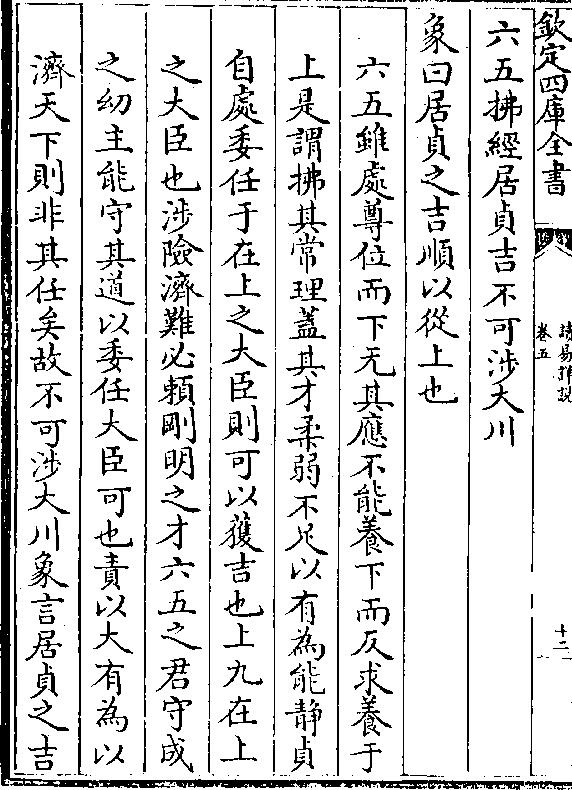 欽定四庫全書
讀易詳說
卷五
十二
六五拂經居貞吉不可涉大川
象曰居貞之吉順以從上也
六五雖處尊位而下无其應不能養下而反求養于
上是謂拂其常理蓋其才柔弱不足以有為能静貞
自處委任于在上之大臣則可以獲吉也上九在上
之大臣也涉險濟難必頼剛明之才六五之君守成
之幼主能守其道以委任大臣可也責以大有為以
濟天下則非其任矣故不可涉大川象言居貞之吉